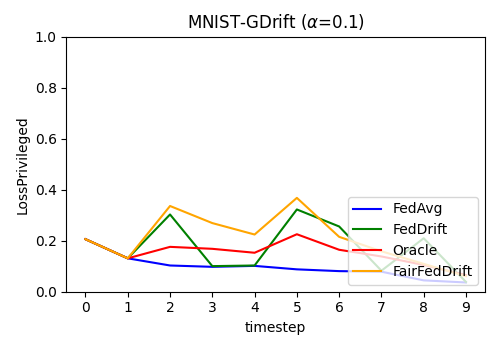 MNIST-GDrift (α=0.1)
1.0
0.8
0.6
0.4
0.2
0.0
LossPrivileged
FedAvg
FedDrift
Oracle
FairFedDrift
0 1 2 3 4 5 6 7 8 9
timestep